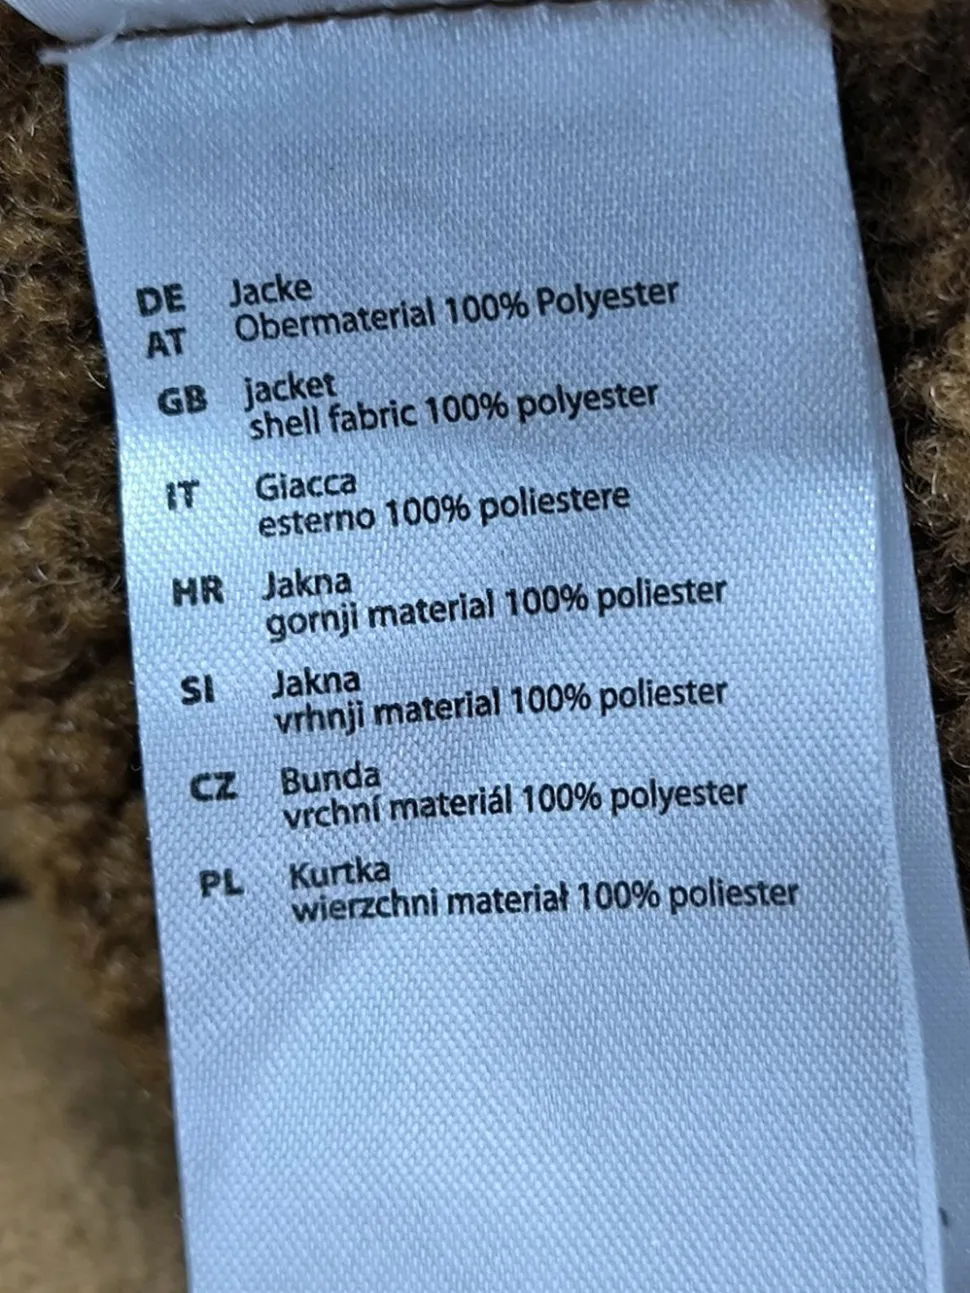 DE Jacke
AT Obermaterial 100% Polyester
GB jacket
shell fabric 100% polyester
IT Giacca
esterno 100% poliestere
HR Jakna
gornji material 100% poliester
SI Jakna
vrhnji material 100% poliester
CZ Bunda
vrchní materiál 100% polyester
PL Kurtka
wierzchni materiał 100% poliester